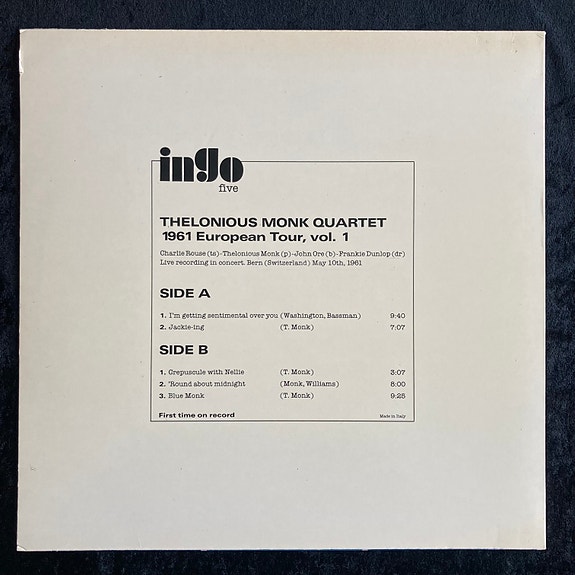 ingo
five
THELONIOUS MONK QUARTET
1961 European Tour, vol. 1
Charlie Rouse (ts)-Thelonious Monk (p)-John Ore (b)-Frankie Dunlop (dr)
Live recording in concert. Bern (Switzerland) May 10th, 1961
SIDE A
1. I'm getting sentimental over you (Washington, Bassman) 9:40
2. Jackie-ing (T. Monk) 7:07
SIDE B
1. Crepuscule with Nellie (T. Monk) 3:07
2. 'Round about midnight (Monk, Williams) 8:00
3. Blue Monk (T. Monk) 9:25
First time on record Made in Italy